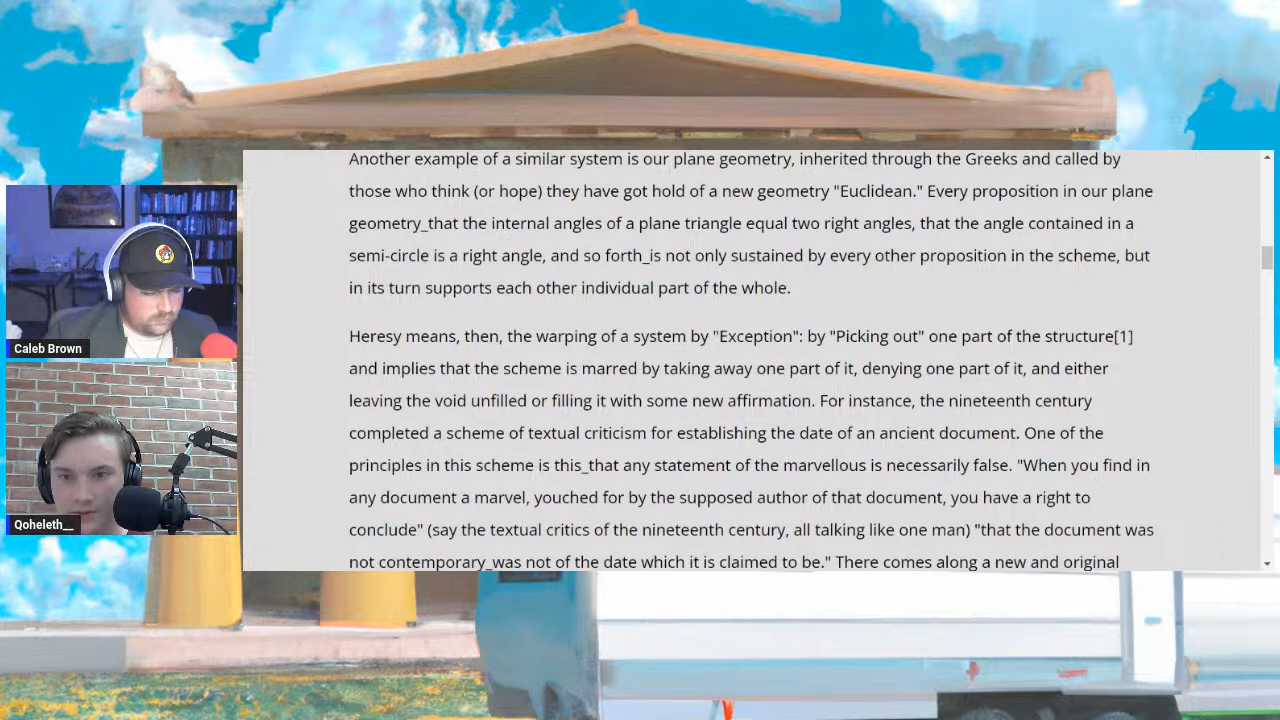 Another example of a similar system is our plane geometry, inherited through the Greeks and called by
those who think (or hope) they have got hold of a new geometry "Euclidean." Every proposition in our plane
geometry_that the internal angles of a plane triangle equal two right angles, that the angle contained in a
semi-circle is a right angle, and so forth_is not only sustained by every other proposition in the scheme, but
in its turn supports each other individual part of the whole.
Heresy means, then, the warping of a system by "Exception": by "Picking out" one part of the structure[1]
and implies that the scheme is marred by taking away one part of it, denying one part of it, and either
leaving the void unfilled or filling it with some new affirmation. For instance, the nineteenth century
completed a scheme of textual criticism for establishing the date of an ancient document. One of the
principles in this scheme is this_that any statement of the marvellous is necessarily false. "When you find in
any document a marvel, youched for by the supposed author of that document, you have a right to
conclude" (say the textual critics of the nineteenth century, all talking like one man) "that the document was
not contemporary_was not of the date which it is claimed to be." There comes along a new and original
Caleb Brown
Qoheleth__